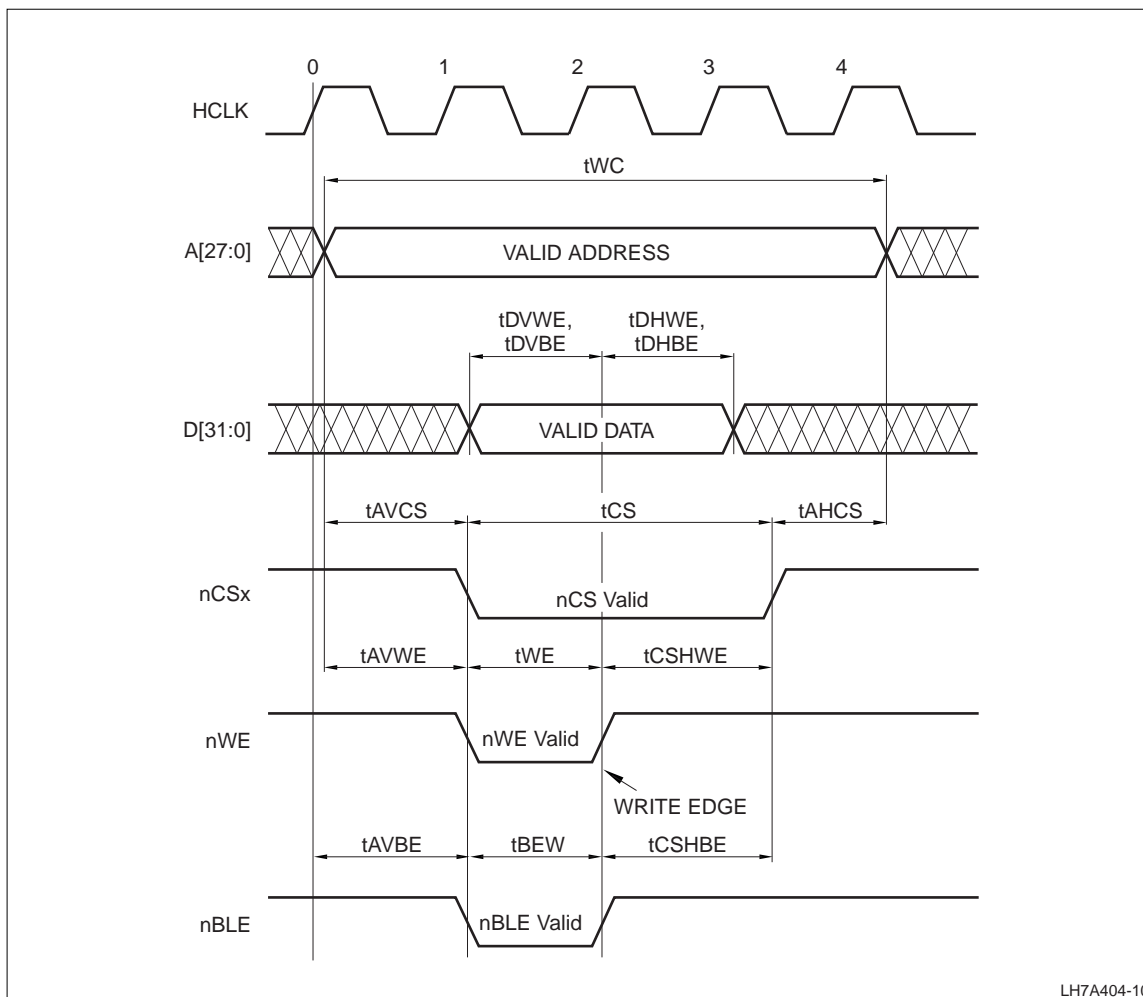 0 1 2 3 4
HCLK
tWC
A[27:0] VALID ADDRESS
tDVWE, tDHWE,
tDVBE tDHBE
D[31:0] VALID DATA
tAVCS tCS tAHCS
nCSx nCS Valid
tAVWE tWE tCSHWE
nWE nWE Valid
WRITE EDGE
tAVBE tBEW tCSHBE
nBLE nBLE Valid